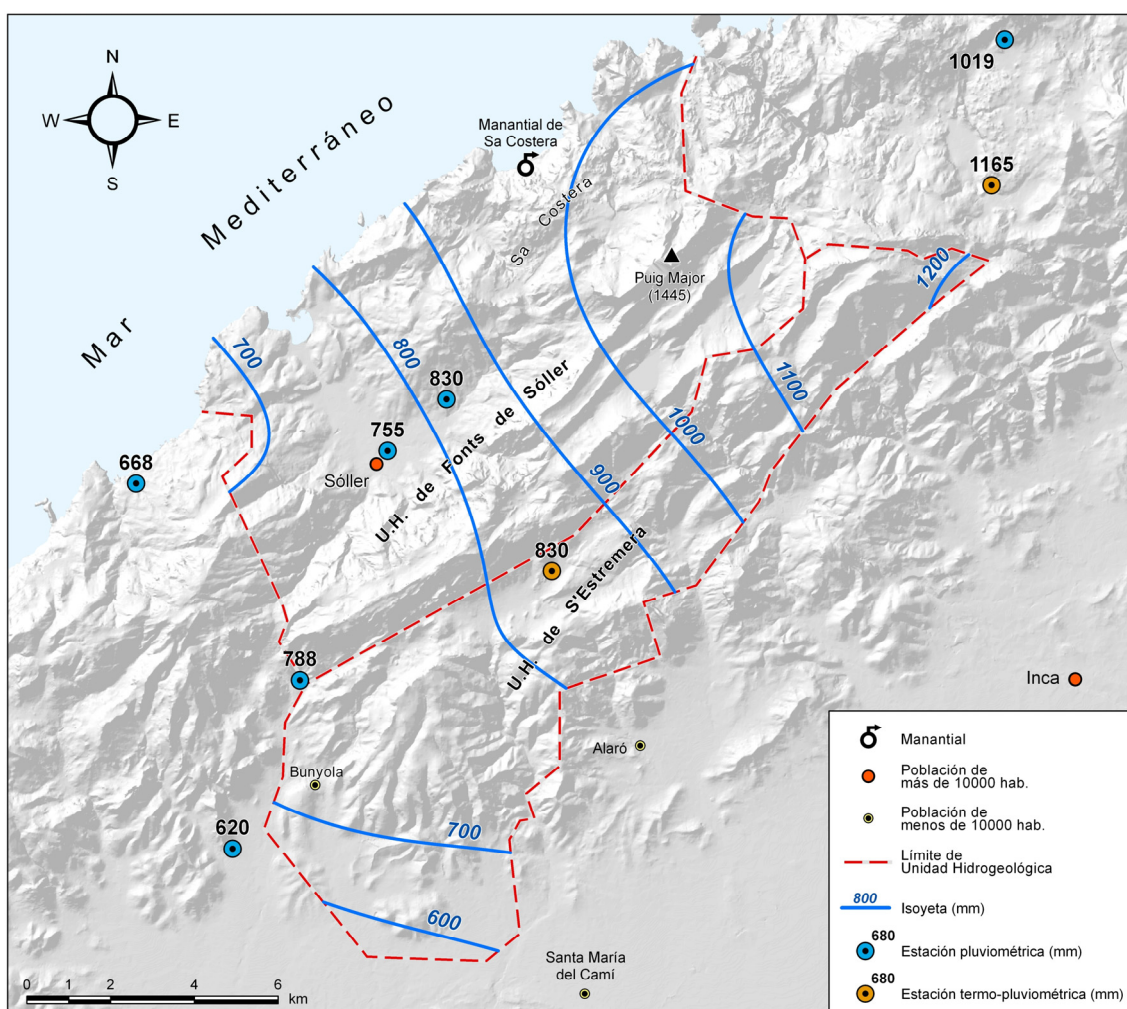 N
W E
S
Mar Mediterráneo
Manantial de
Sa Costera
Sa Costera
1019
1165
Puig Major
(1445)
1200
700
800
830
1100
755
Sóller
668
U.H. de Fonts de Sóller
1000
900
830
U.H. de S'Estremera
788
Inca
Alaró
Bunyola
700
620
600
Santa María
del Camí
0 2 4 6
km
Manantial
Población de
más de 10000 hab.
Población de
menos de 10000 hab.
Límite de
Unidad Hidrogeológica
800
Isoyeta (mm)
680
Estación pluviométrica (mm)
680
Estación termo-pluviométrica (mm)